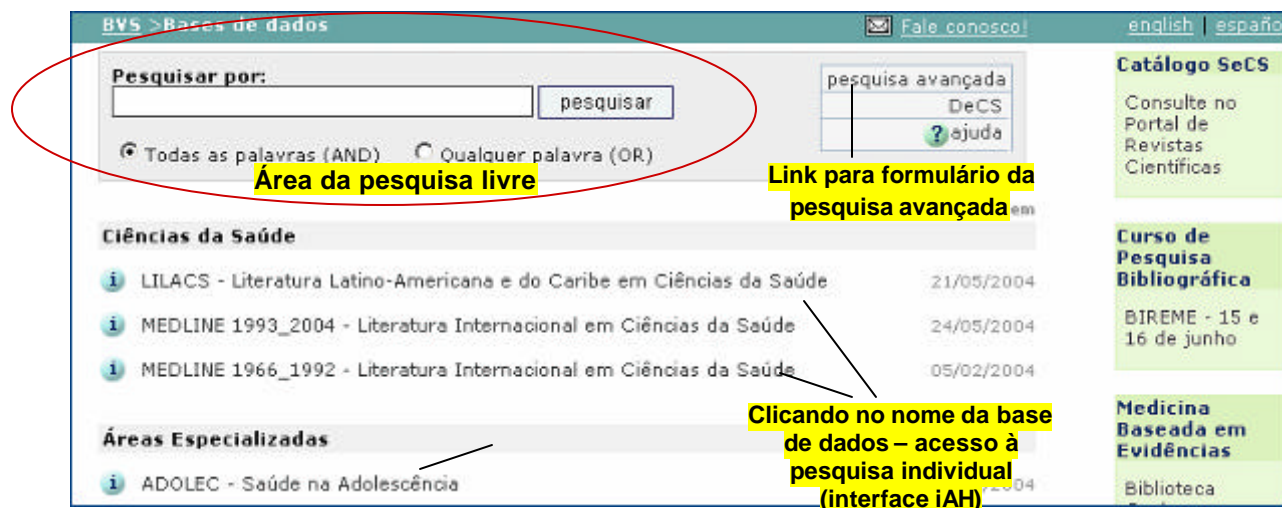 BVS >Bases de dados
Fale conosco!
english | españo
Pesquisar por:
pesquisar
Todas as palavras (AND) Qualquer palavra (OR)
Área da pesquisa livre
pesquisa avançada
DeCS
? ajuda
Link para formulário da
pesquisa avançada
em
Ciências da Saúde
i LILACS - Literatura Latino-Americana e do Caribe em Ciências da Saúde 21/05/2004
i MEDLINE 1993_2004 - Literatura Internacional em Ciências da Saúde 24/05/2004
i MEDLINE 1966_1992 - Literatura Internacional em Ciências da Saúde 05/02/2004
Clicando no nome da base
de dados – acesso à
pesquisa individual
(interface iAH)
Áreas Especializadas
i ADOLEC - Saúde na Adolescência
04
Catálogo SeCS
Consulte no
Portal de
Revistas
Científicas
Curso de
Pesquisa
Bibliográfica
BIREME - 15 e
16 de junho
Medicina
Baseada em
Evidências
Biblioteca